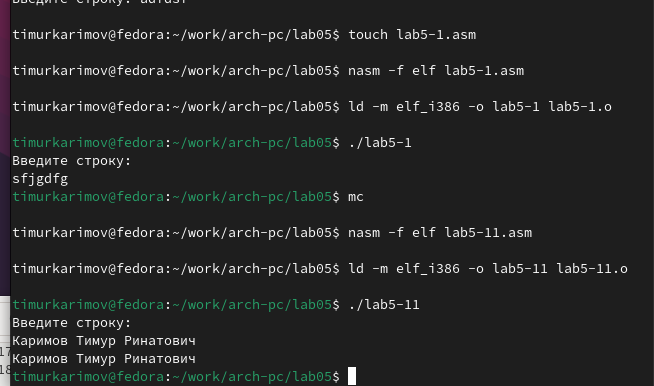 Введите строку:
timurkarimov@fedora:~/work/arch-pc/lab05$ touch lab5-1.asm
timurkarimov@fedora:~/work/arch-pc/lab05$ nasm -f elf lab5-1.asm
timurkarimov@fedora:~/work/arch-pc/lab05$ ld -m elf_i386 -o lab5-1 lab5-1.o
timurkarimov@fedora:~/work/arch-pc/lab05$ ./lab5-1
Введите строку:
sfjgdfg
timurkarimov@fedora:~/work/arch-pc/lab05$ mc
timurkarimov@fedora:~/work/arch-pc/lab05$ nasm -f elf lab5-11.asm
timurkarimov@fedora:~/work/arch-pc/lab05$ ld -m elf_i386 -o lab5-11 lab5-11.o
timurkarimov@fedora:~/work/arch-pc/lab05$ ./lab5-11
Введите строку:
Каримов Тимур Ринатович
17
Каримов Тимур Ринатович
18
timurkarimov@fedora:~/work/arch-pc/lab05$